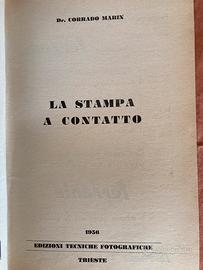 Dr. CORRADO MARIN
LA STAMPA
A CONTATTO
1956
EDIZIONI TECNICHE FOTOGRAFICHE
TRIESTE